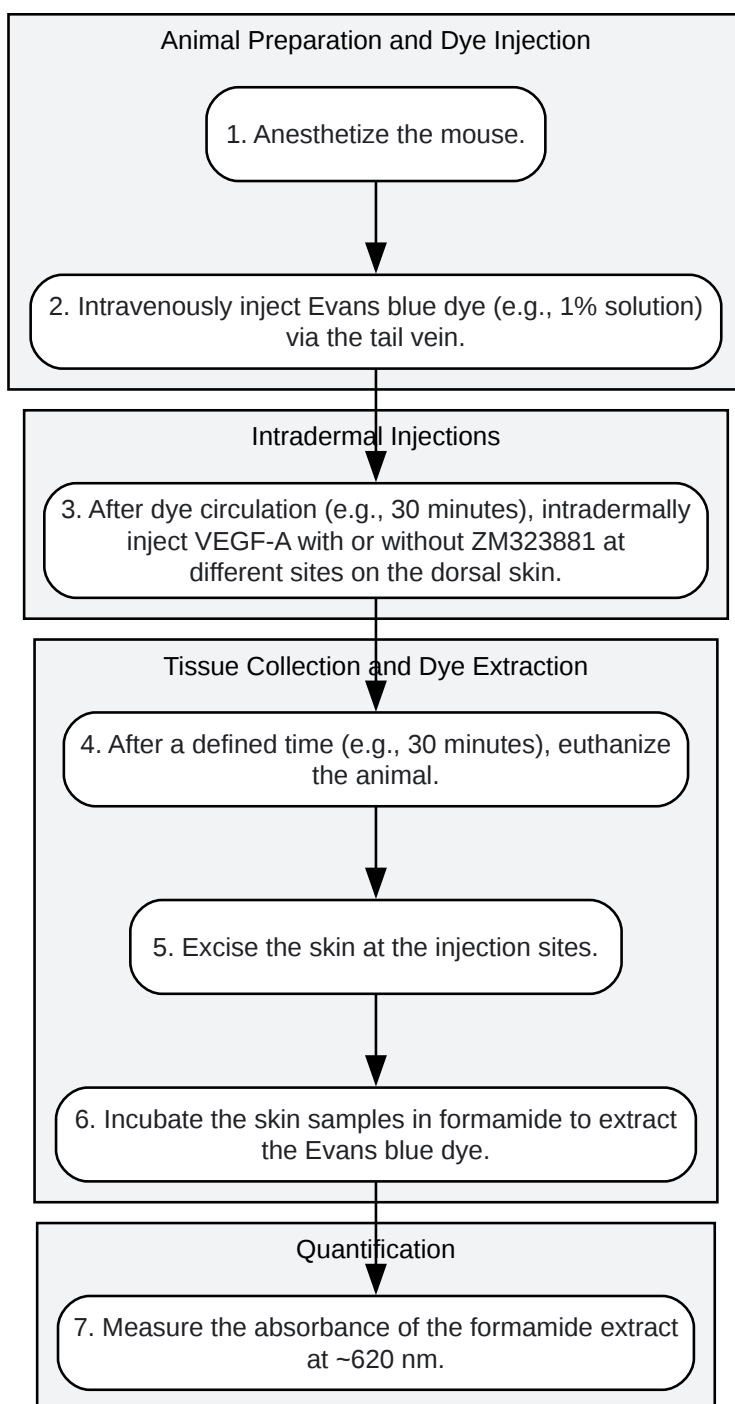 Animal Preparation and Dye Injection
1. Anesthetize the mouse.
2. Intravenously inject Evans blue dye (e.g., 1% solution)
via the tail vein.
Intradermal Injections
3. After dye circulation (e.g., 30 minutes), intradermally
inject VEGF-A with or without ZM323881 at
different sites on the dorsal skin.
Tissue Collection and Dye Extraction
4. After a defined time (e.g., 30 minutes), euthanize
the animal.
5. Excise the skin at the injection sites.
6. Incubate the skin samples in formamide to extract
the Evans blue dye.
Quantification
7. Measure the absorbance of the formamide extract
at ~620 nm.